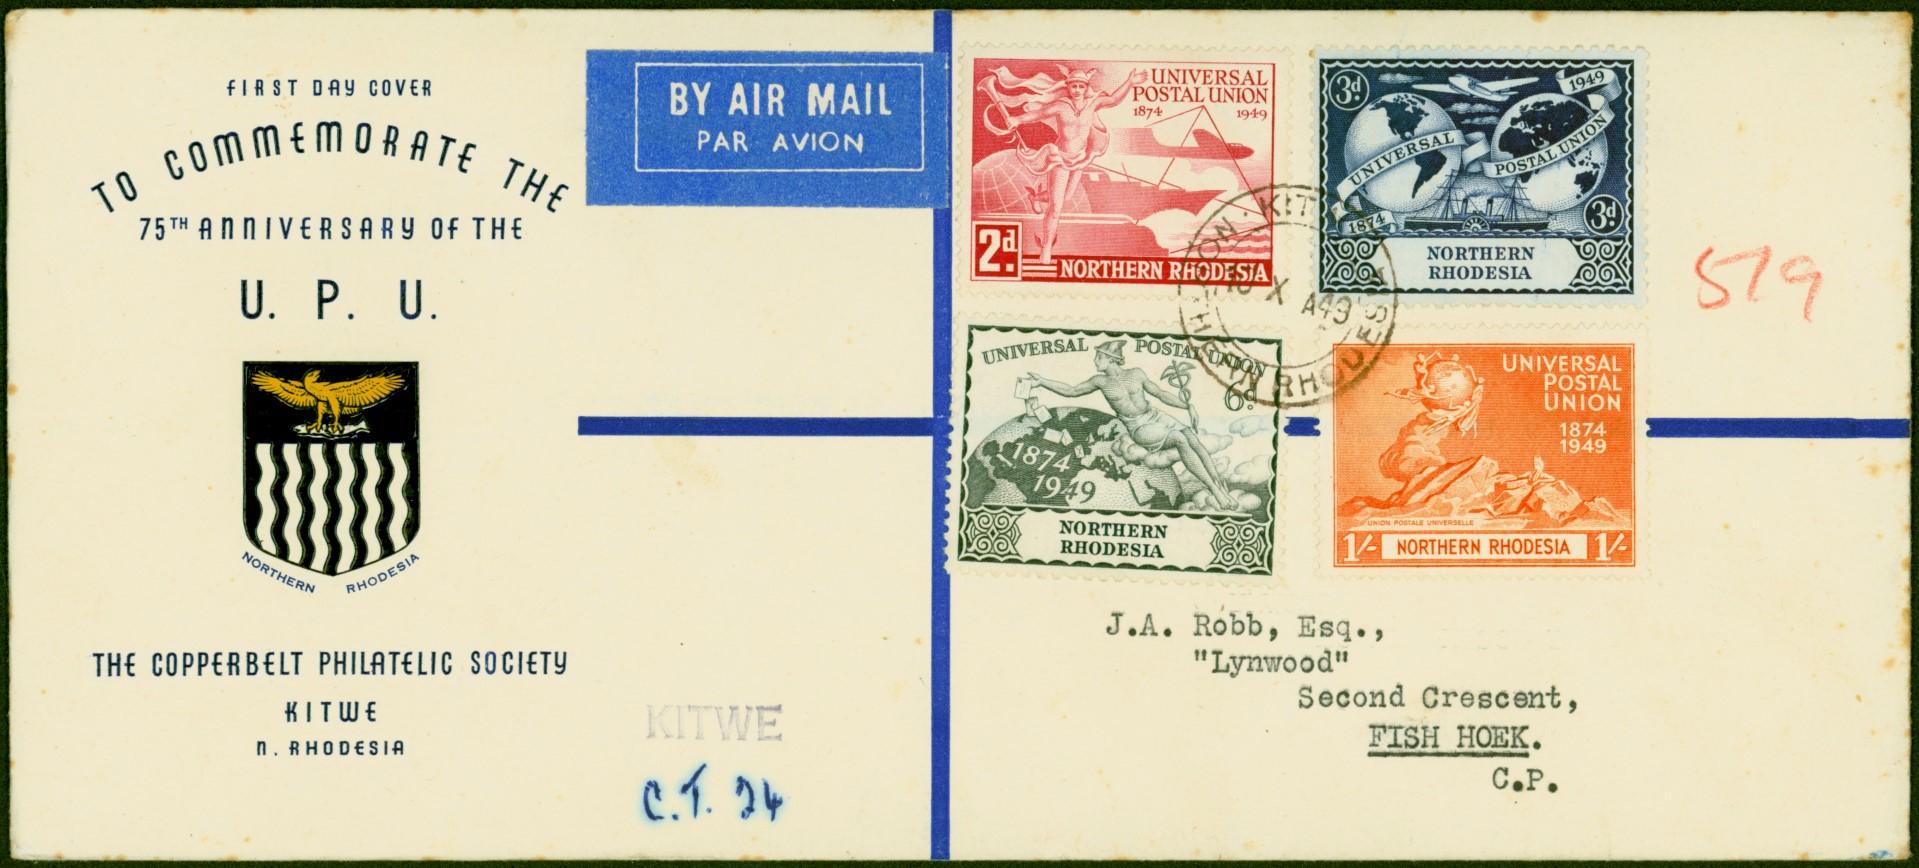 FIRST DAY COVER
TO COMMEMORATE THE
75TH ANNIVERSARY OF THE
U. P. U.
NORTHERN RHODESIA
THE COPPERBELT PHILATELIC SOCIETY
KITWE
N. RHODESIA
BY AIR MAIL
PAR AVION
KITWE
C.T. 24
UNIVERSAL
POSTAL UNION
1874 1949
2d.
NORTHERN RHODESIA
3d.
1949
UNIVERSAL POSTAL UNION
1874
3d.
NORTHERN
RHODESIA
UNIVERSAL POSTAL UNION
6d.
1874
1949
NORTHERN
RHODESIA
UNIVERSAL
POSTAL
UNION
1874
1949
UNION POSTALE UNIVERSELLE
1/- NORTHERN RHODESIA 1/-
10 X A49
RHODESIA
519
J.A. Robb, Esq.,
"Lynwood"
Second Crescent,
FISH HOEK.
C.P.